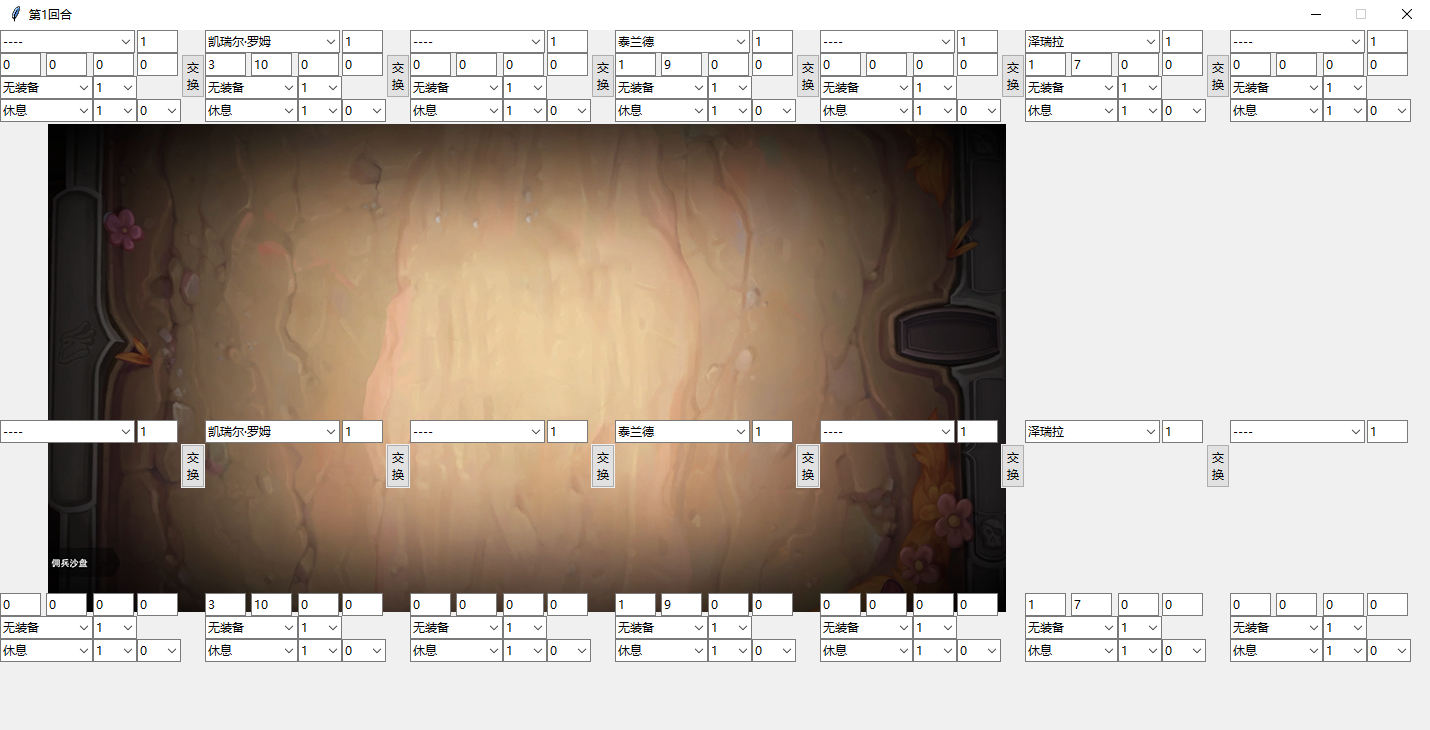 第1回合
---- 1 凯瑞尔·罗姆 1 ---- 1 泰兰德 1 ---- 1 泽瑞拉 1 ---- 1
0 0 0 0 交换 3 10 0 0 交换 0 0 0 0 交换 1 9 0 0 交换 0 0 0 0 交换 1 7 0 0 交换 0 0 0 0
无装备 1 无装备 1 无装备 1 无装备 1 无装备 1 无装备 1 无装备 1
休息 1 0 休息 1 0 休息 1 0 休息 1 0 休息 1 0 休息 1 0 休息 1 0
---- 1 凯瑞尔·罗姆 1 ---- 1 泰兰德 1 ---- 1 泽瑞拉 1 ---- 1
交换 交换 交换 交换 交换 交换
佣兵沙盘
0 0 0 0 3 10 0 0 0 0 0 0 1 9 0 0 0 0 0 0 1 7 0 0 0 0 0 0
无装备 1 无装备 1 无装备 1 无装备 1 无装备 1 无装备 1 无装备 1
休息 1 0 休息 1 0 休息 1 0 休息 1 0 休息 1 0 休息 1 0 休息 1 0